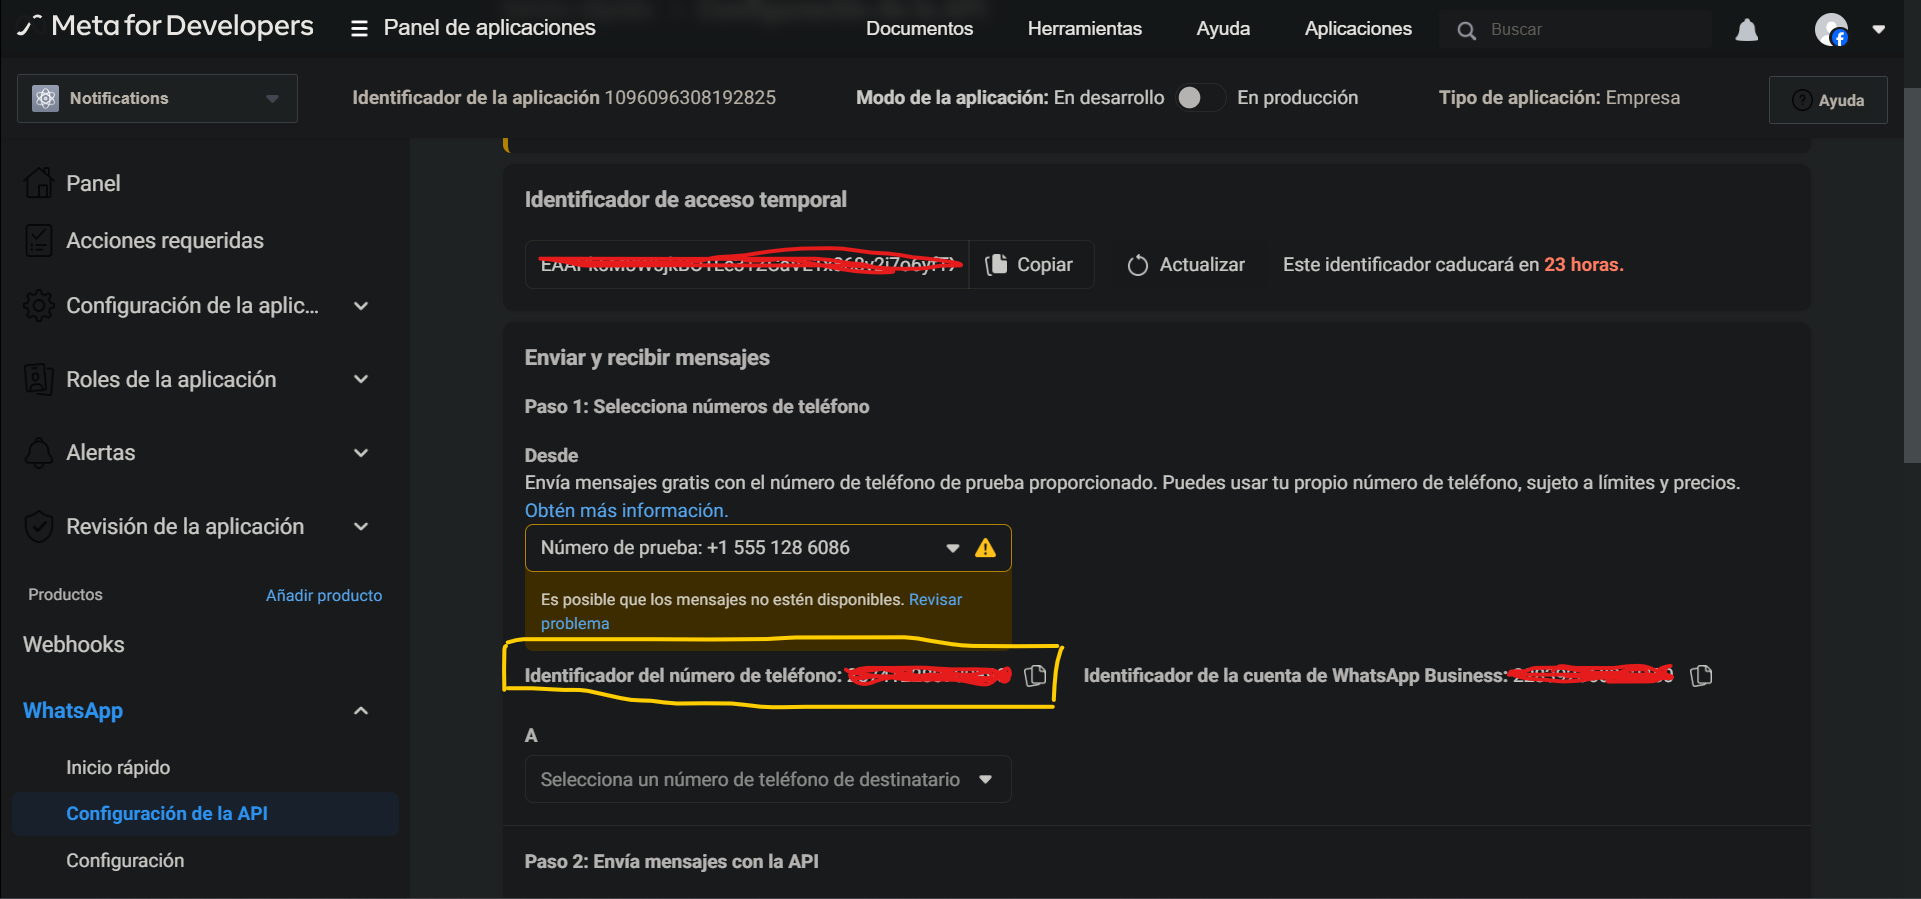 Meta for Developers
Panel de aplicaciones
Documentos
Herramientas
Ayuda
Aplicaciones
Buscar
Notifications
Identificador de la aplicación 1096096308192825
Modo de la aplicación: En desarrollo
En producción
Tipo de aplicación: Empresa
Ayuda
Panel
Acciones requeridas
Configuración de la aplic...
Roles de la aplicación
Alertas
Revisión de la aplicación
Productos
Añadir producto
Webhooks
WhatsApp
Inicio rápido
Configuración de la API
Configuración
Identificador de acceso temporal
Copiar
Actualizar
Este identificador caducará en 23 horas.
Enviar y recibir mensajes
Paso 1: Selecciona números de teléfono
Desde
Envía mensajes gratis con el número de teléfono de prueba proporcionado. Puedes usar tu propio número de teléfono, sujeto a límites y precios.
Obtén más información.
Número de prueba: +1 555 128 6086
Es posible que los mensajes no estén disponibles. Revisar
problema
Identificador del número de teléfono:
Identificador de la cuenta de WhatsApp Business:
A
Selecciona un número de teléfono de destinatario
Paso 2: Envía mensajes con la API